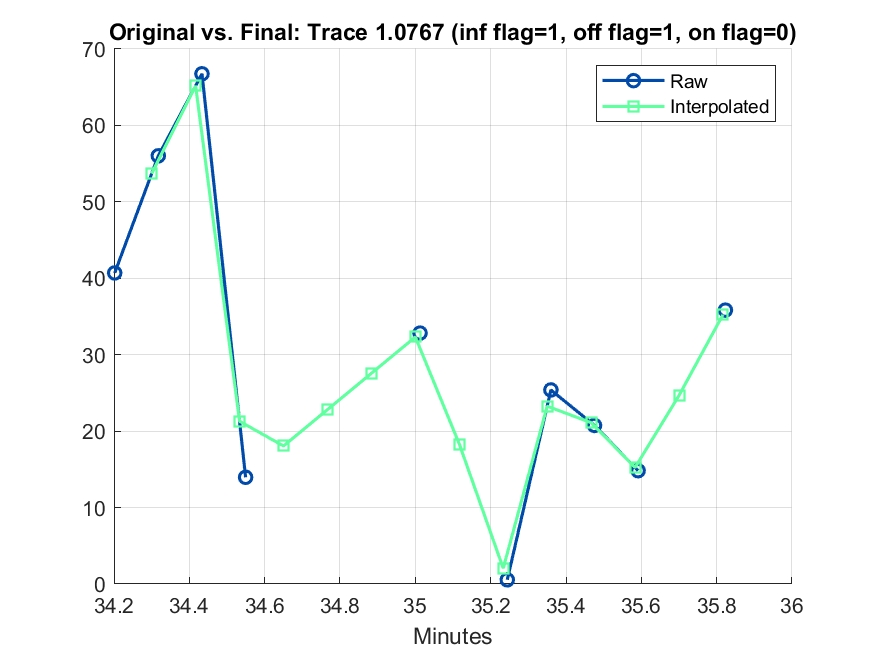 Original vs. Final: Trace 1.0767 (inf flag=1, off flag=1, on flag=0)
70
60
50
40
30
20
10
0
Raw
Interpolated
34.2 34.4 34.6 34.8 35 35.2 35.4 35.6 35.8 36
Minutes